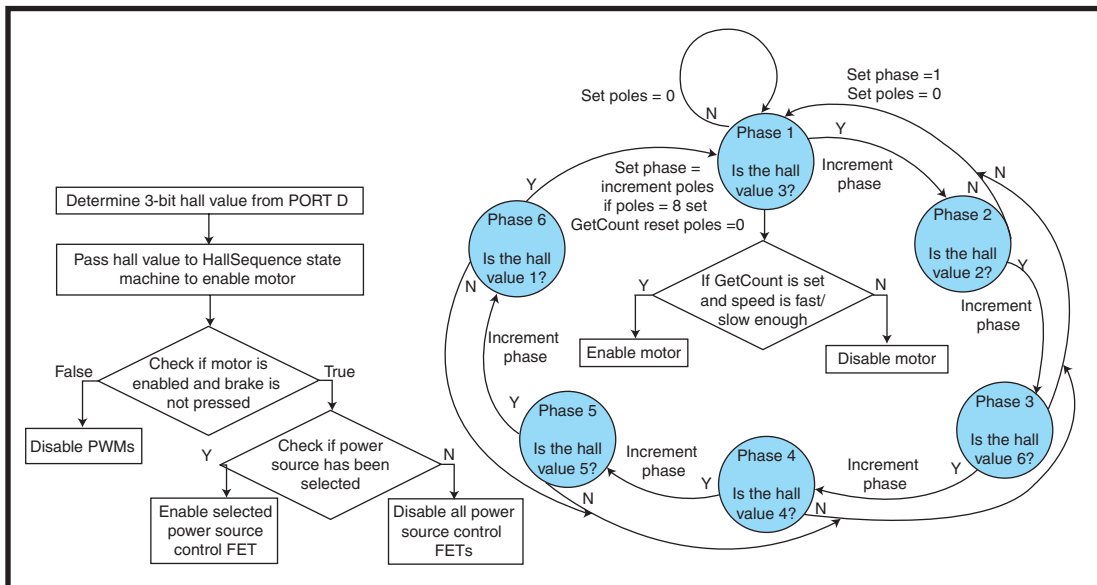 Determine 3-bit hall value from PORT D
Pass hall value to HallSequence state
machine to enable motor
Check if motor is
enabled and brake is
not pressed
False
True
Disable PWMs
Check if power
source has been
selected
Y
N
Enable selected
power source
control FET
Disable all power
source control
FETs
Set poles = 0
N
Set phase =1
Set poles = 0
Phase 1
Is the hall
value 3?
Y
Increment
phase
N
N
Phase 2
Is the hall
value 2?
Y
Increment
phase
Phase 3
Is the hall
value 6?
Y
Increment
phase
Phase 4
Is the hall
value 4?
N
Y
Increment
phase
Phase 5
Is the hall
value 5?
N
Y
Increment
phase
Phase 6
Is the hall
value 1?
N
Y
Set phase =
increment poles
if poles = 8 set
GetCount reset poles =0
If GetCount is set
and speed is fast/
slow enough
Y
N
Enable motor
Disable motor